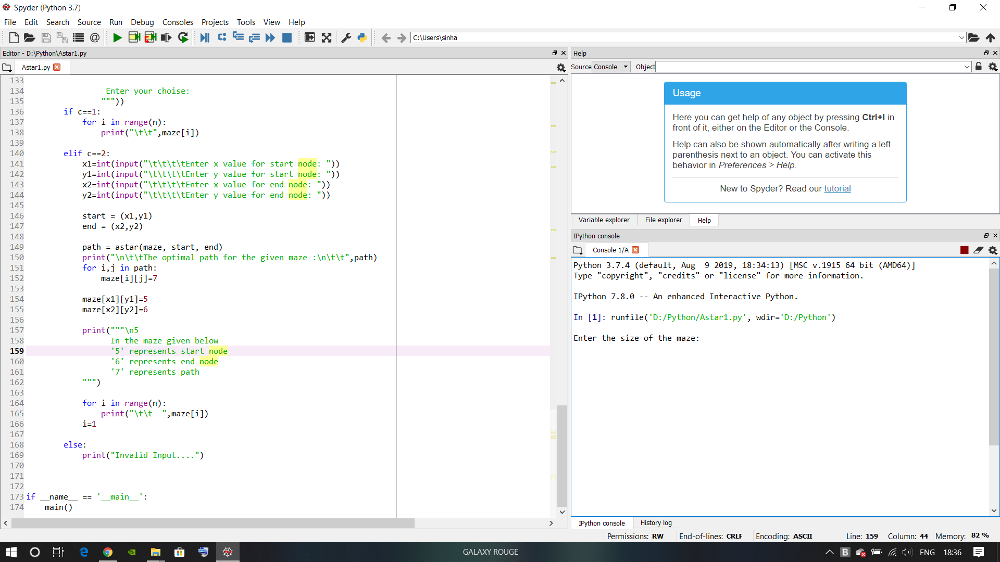 Spyder (Python 3.7)
File Edit Search Source Run Debug Consoles Projects Tools View Help
C:\Users\sinha
Editor - D:\Python\Astar1.py
Astar1.py
133
134                  Enter your choise:
135                 """))
136         if c==1:
137             for i in range(n):
138                 print("\t\t",maze[i])
139
140         elif c==2:
141             x1=int(input("\t\t\t\tEnter x value for start node: "))
142             y1=int(input("\t\t\t\tEnter y value for start node: "))
143             x2=int(input("\t\t\t\tEnter x value for end node: "))
144             y2=int(input("\t\t\t\tEnter y value for end node: "))
145
146             start = (x1,y1)
147             end = (x2,y2)
148
149             path = astar(maze, start, end)
150             print("\n\t\tThe optimal path for the given maze :\n\t\t",path)
151             for i,j in path:
152                 maze[i][j]=7
153
154             maze[x1][y1]=5
155             maze[x2][y2]=6
156
157             print("""\n5
158                   In the maze given below
159                   '5' represents start node
160                   '6' represents end node
161                   '7' represents path
162             """)
163
164             for i in range(n):
165                 print("\t\t  ",maze[i])
166             i=1
167
168         else:
169             print("Invalid Input....")
170
171
172
173 if __name__ == '__main__':
174     main()
Help
Source Console Object
Usage
Here you can get help of any object by pressing Ctrl+I in
front of it, either on the Editor or the Console.
Help can also be shown automatically after writing a left
parenthesis next to an object. You can activate this
behavior in Preferences > Help.
New to Spyder? Read our tutorial
Variable explorer File explorer Help
IPython console
Console 1/A
Python 3.7.4 (default, Aug  9 2019, 18:34:13) [MSC v.1915 64 bit (AMD64)]
Type "copyright", "credits" or "license" for more information.
IPython 7.8.0 -- An enhanced Interactive Python.
In [1]: runfile('D:/Python/Astar1.py', wdir='D:/Python')
Enter the size of the maze:
IPython console History log
Permissions: RW End-of-lines: CRLF Encoding: ASCII Line: 159 Column: 44 Memory: 82 %
GALAXY ROUGE
B ENG 18:36